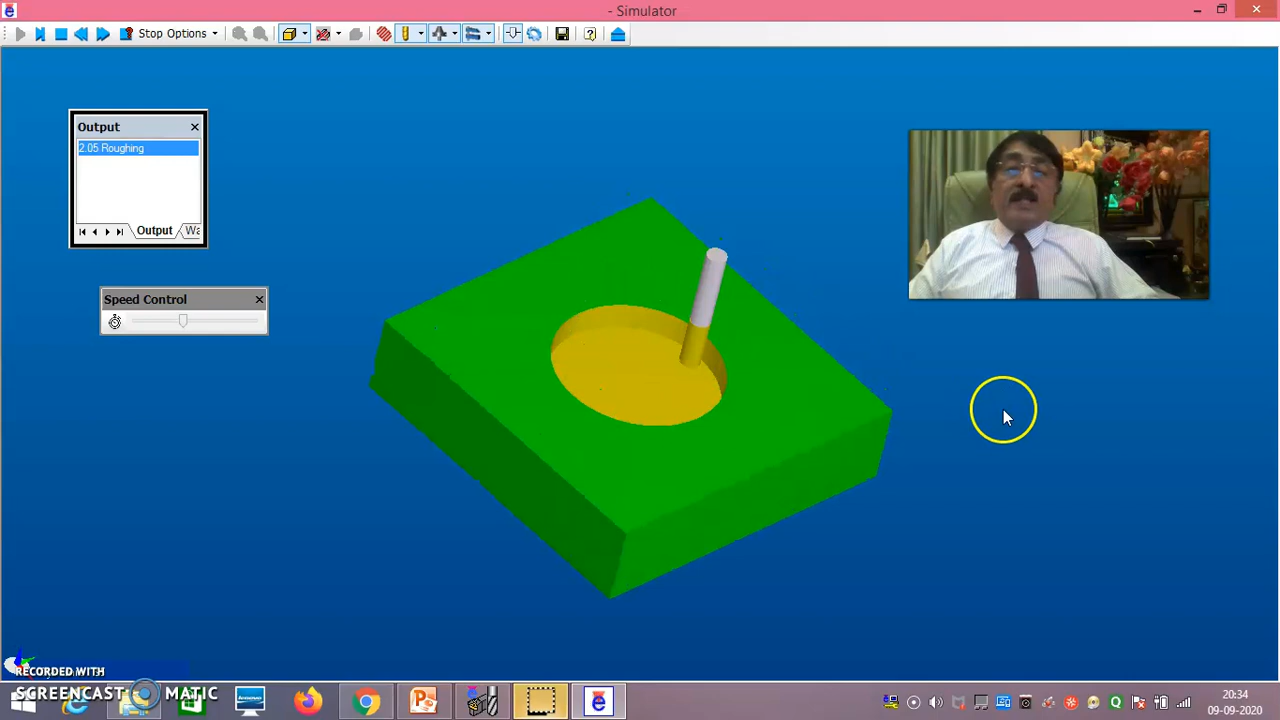 - Simulator
Stop Options
Output
2.05 Roughing
Output
Wa
Speed Control
RECORDED WITH
SCREENCAST MATIC
20:34
09-09-2020